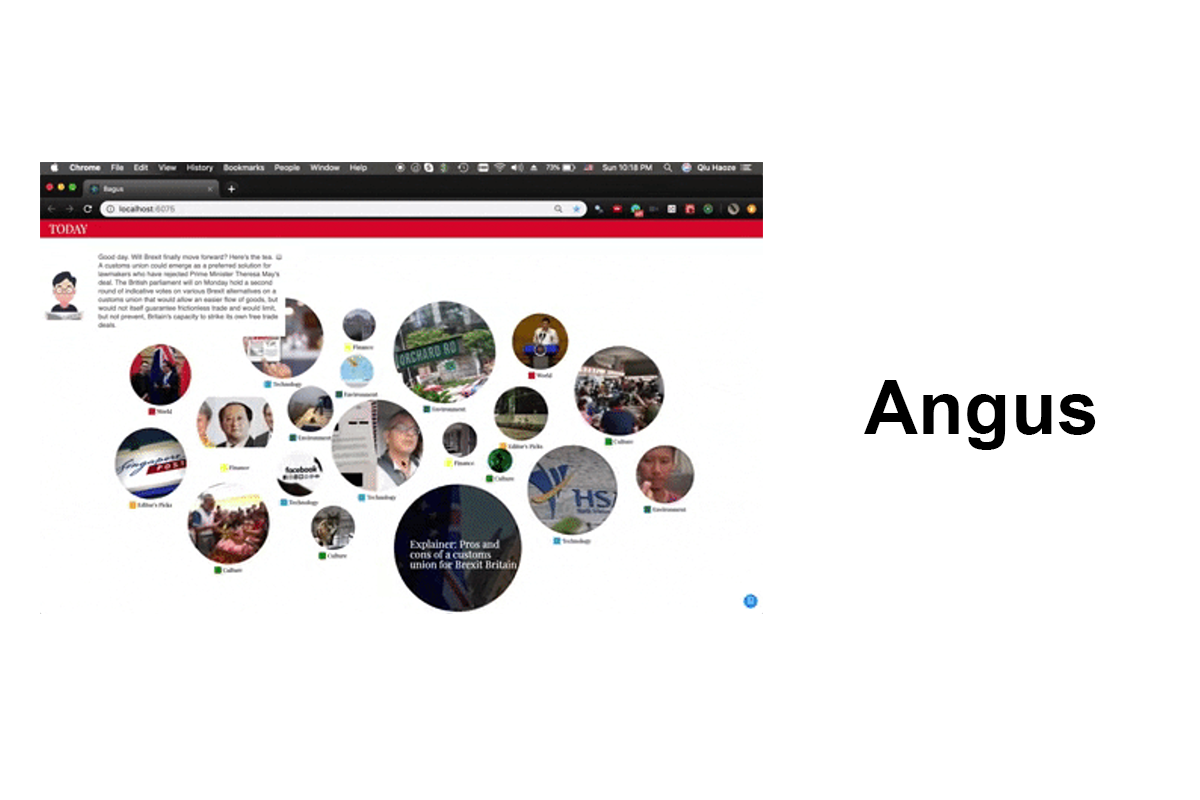 Chrome File Edit View History Bookmarks People Window Help 73% Sun 10:18 PM Qiu Haoze
Bagus
localhost:6075
TODAY
Good day. Will Brexit finally move forward? Here's the tea.
A customs union could emerge as a preferred solution for
lawmakers who have rejected Prime Minister Theresa May's
deal. The British parliament will on Monday hold a second
round of indicative votes on various Brexit alternatives on a
customs union that would allow an easier flow of goods, but
would not itself guarantee frictionless trade and would limit,
but not prevent, Britain's capacity to strike its own free trade
deals.
Finance
ORCHARD RD
World
Technology
Environment
Environment
World
Environment
Culture
Editor's Picks
Finance
Finance
facebook
Culture
Singapore
POST
Technology
Technology
Editor's Picks
HS
Environment
Culture
Culture
Technology
Explainer: Pros and
cons of a customs
union for Brexit Britain
Angus